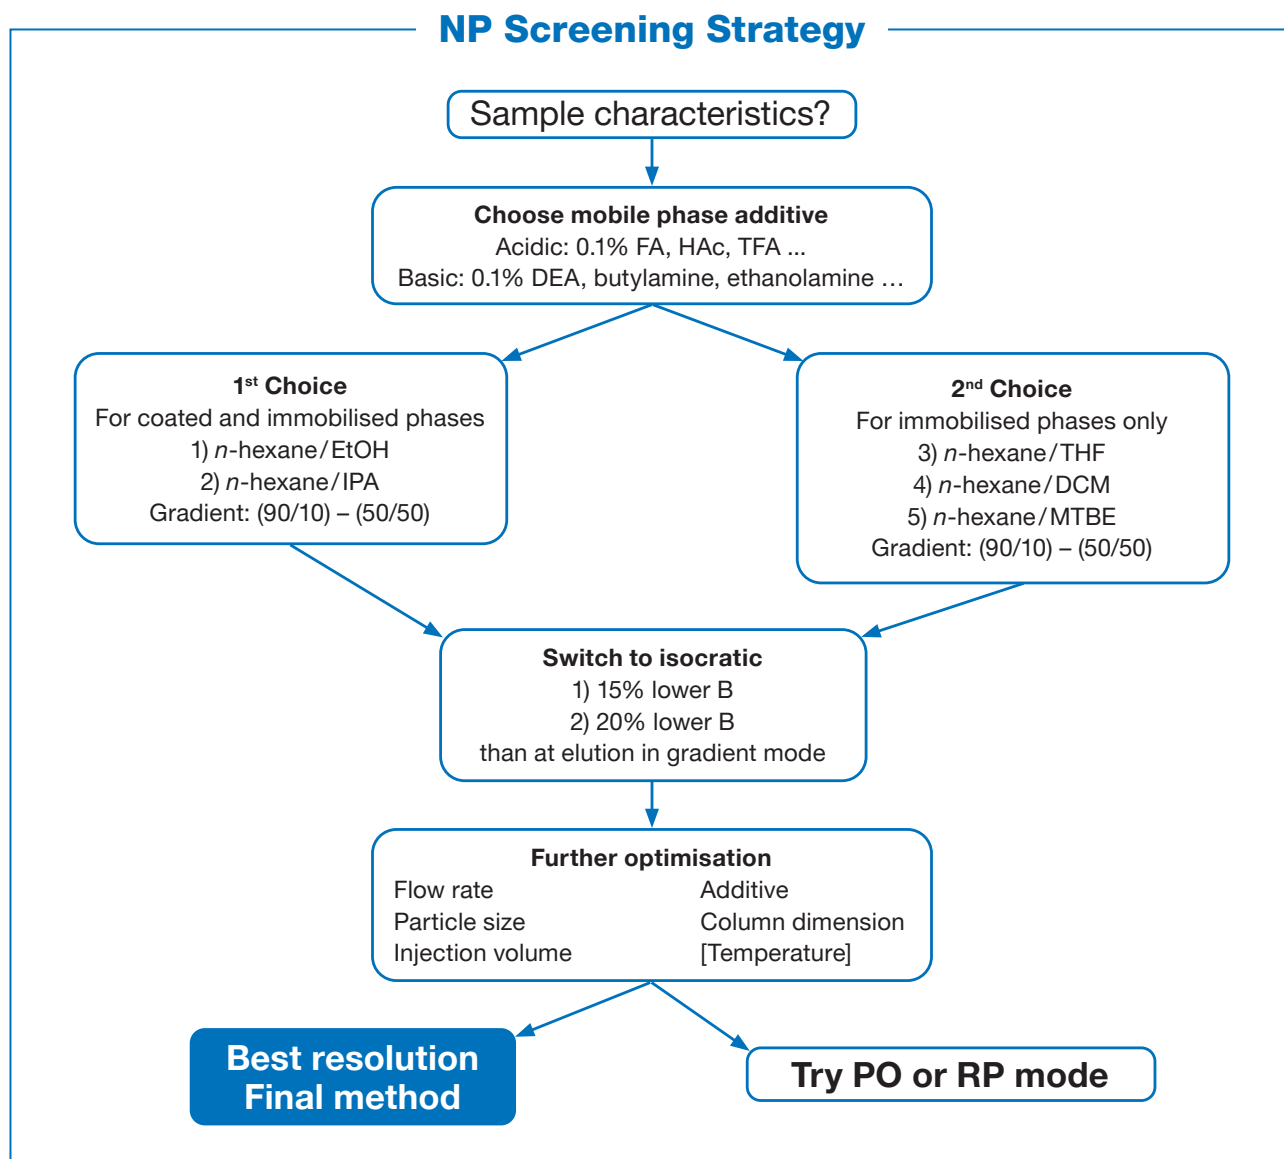 NP Screening Strategy
Sample characteristics?
Choose mobile phase additive
Acidic: 0.1% FA, HAc, TFA ...
Basic: 0.1% DEA, butylamine, ethanolamine …
1st Choice
For coated and immobilised phases
1) n-hexane/EtOH
2) n-hexane/IPA
Gradient: (90/10) – (50/50)
2nd Choice
For immobilised phases only
3) n-hexane/THF
4) n-hexane/DCM
5) n-hexane/MTBE
Gradient: (90/10) – (50/50)
Switch to isocratic
1) 15% lower B
2) 20% lower B
than at elution in gradient mode
Further optimisation
Flow rate
Particle size
Injection volume
Additive
Column dimension
[Temperature]
Best resolution
Final method
Try PO or RP mode